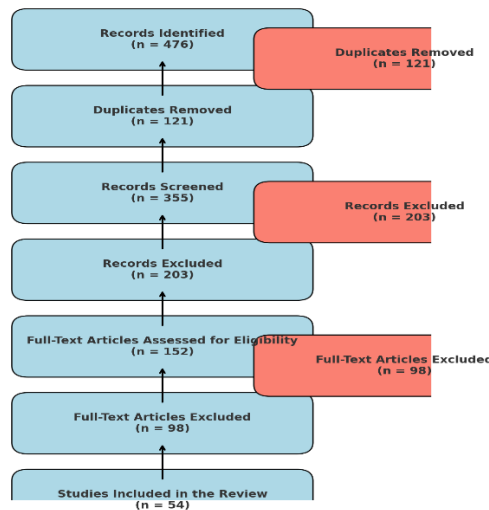 Records Identified
(n = 476)
Duplicates Removed
(n = 121)
Duplicates Removed
(n = 121)
Records Screened
(n = 355)
Records Excluded
(n = 203)
Records Excluded
(n = 203)
Full-Text Articles Assessed for Eligibility
(n = 152)
Full-Text Articles Excluded
(n = 98)
Full-Text Articles Excluded
(n = 98)
Studies Included in the Review
(n = 54)